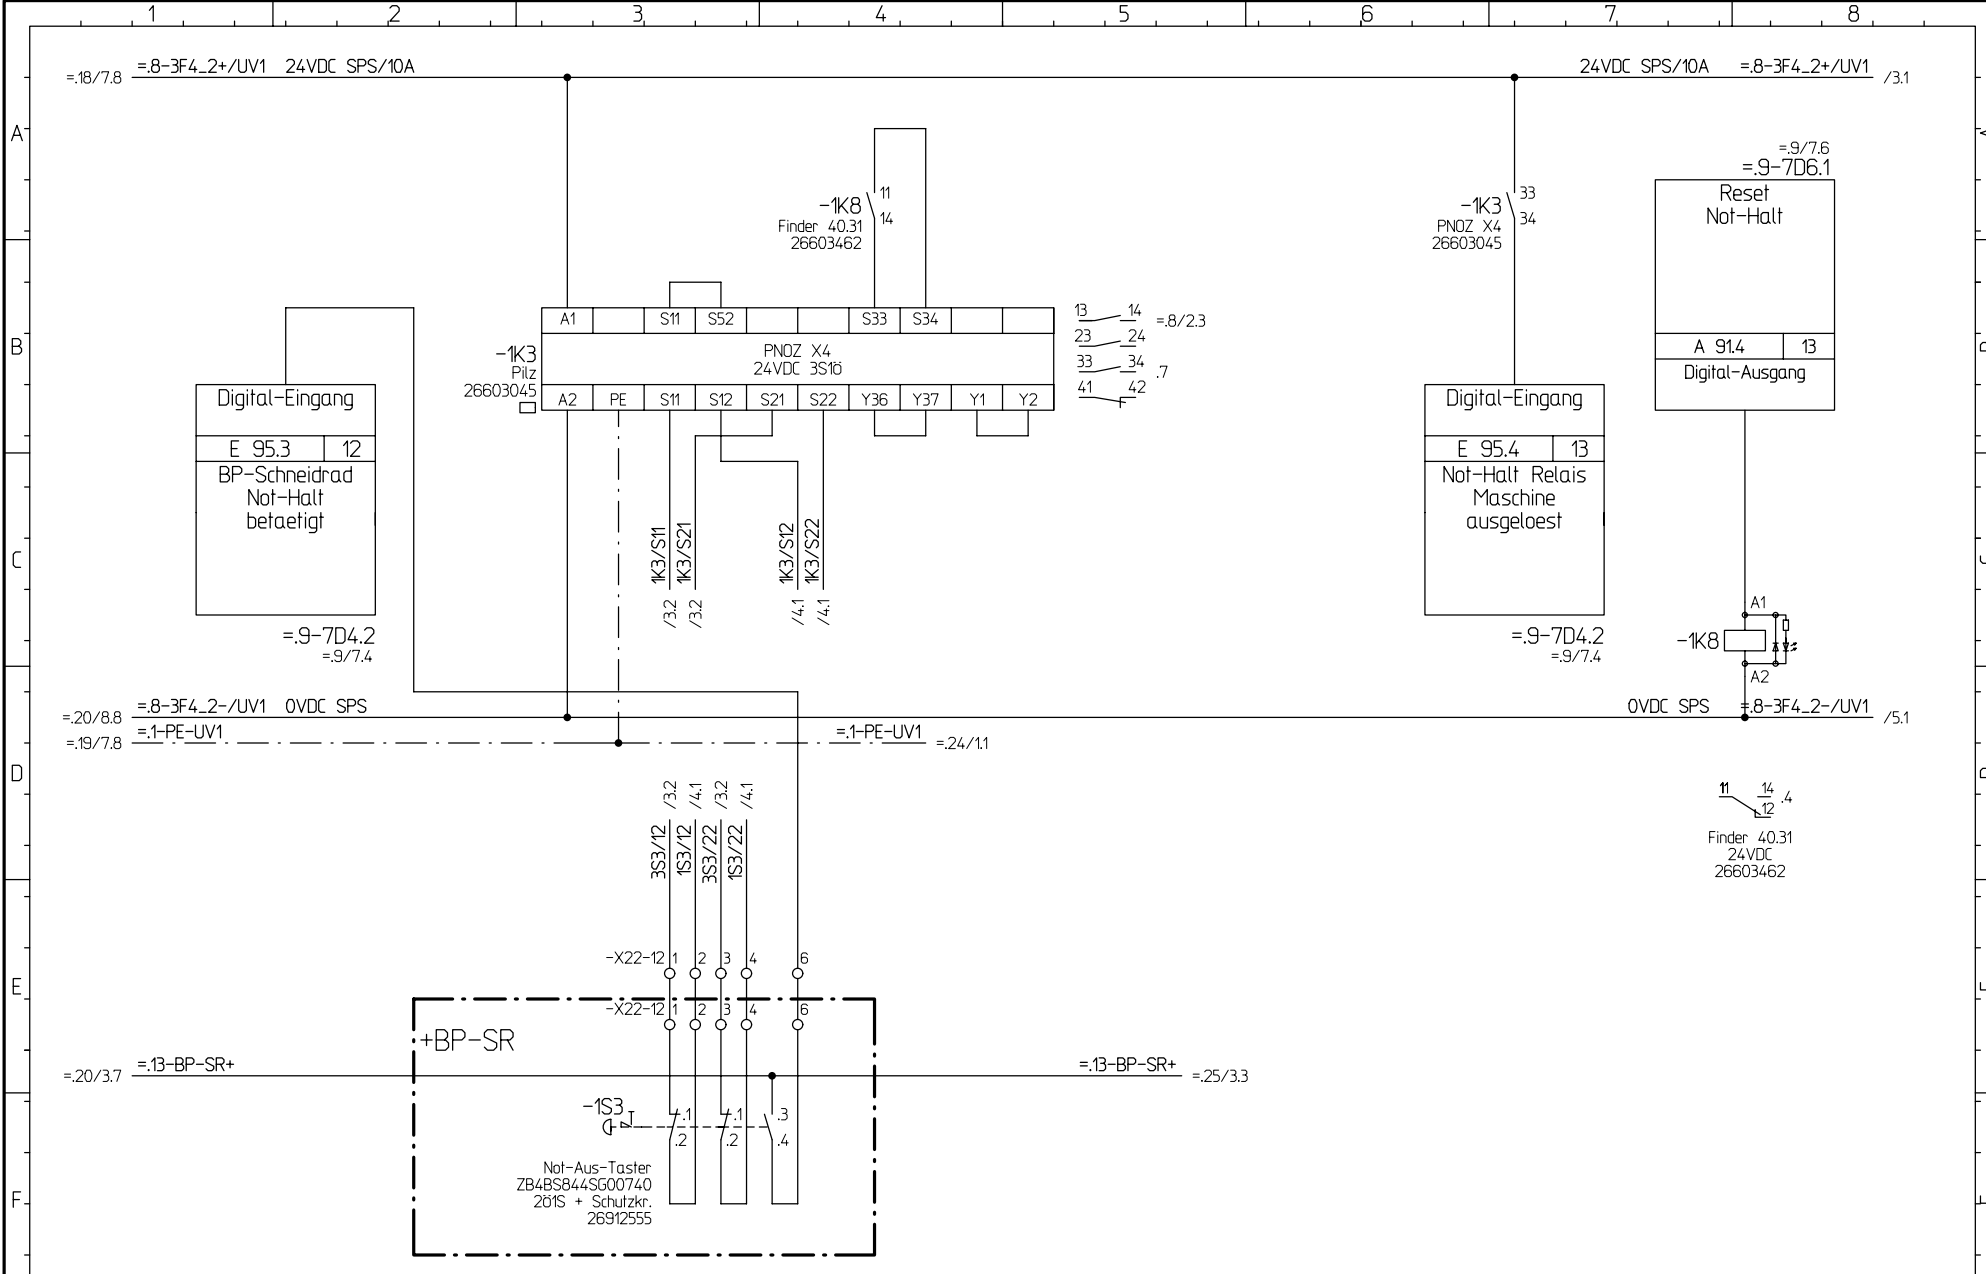 1 2 3 4 5 6 7 8
=.18/7.8 =.8-3F4_2+/UV1 24VDC SPS/10A 24VDC SPS/10A =.8-3F4_2+/UV1 /3.1
A
=.9/7.6
=.9-7D6.1
Reset
Not-Halt
A 91.4 13
Digital-Ausgang
11
-1K8
14
Finder 40.31
26603462
33
-1K3
34
PNOZ X4
26603045
B
A1 S11 S52 S33 S34
PNOZ X4
24VDC 3S1ö
-1K3
Pilz
26603045
A2 PE S11 S12 S21 S22 Y36 Y37 Y1 Y2
13 14 =.8/2.3
23 24
33 34 .7
41 42
Digital-Eingang
E 95.3 12
BP-Schneidrad
Not-Halt
betaetigt
=.9-7D4.2
=.9/7.4
Digital-Eingang
E 95.4 13
Not-Halt Relais
Maschine
ausgeloest
=.9-7D4.2
=.9/7.4
C
1K3/S11
1K3/S21
1K3/S12
1K3/S22
/3.2
/3.2
/4.1
/4.1
A1
-1K8
A2
=.20/8.8 =.8-3F4_2-/UV1 0VDC SPS 0VDC SPS =.8-3F4_2-/UV1 /5.1
=.19/7.8 =.1-PE-UV1 =.1-PE-UV1 =.24/1.1
D
/3.2
/4.1
/3.2
/4.1
3S3/12
1S3/12
3S3/22
1S3/22
11 14 .4
12
Finder 40.31
24VDC
26603462
E
-X22-12 1 2 3 4 6
-X22-12 1 2 3 4 6
+BP-SR
=.20/3.7 =.13-BP-SR+ =.13-BP-SR+ =.25/3.3
-1S3 .1 .1 .3
.2 .2 .4
Not-Aus-Taster
ZB4BS844SG00740
2ö1S + Schutzkr.
26912555
F